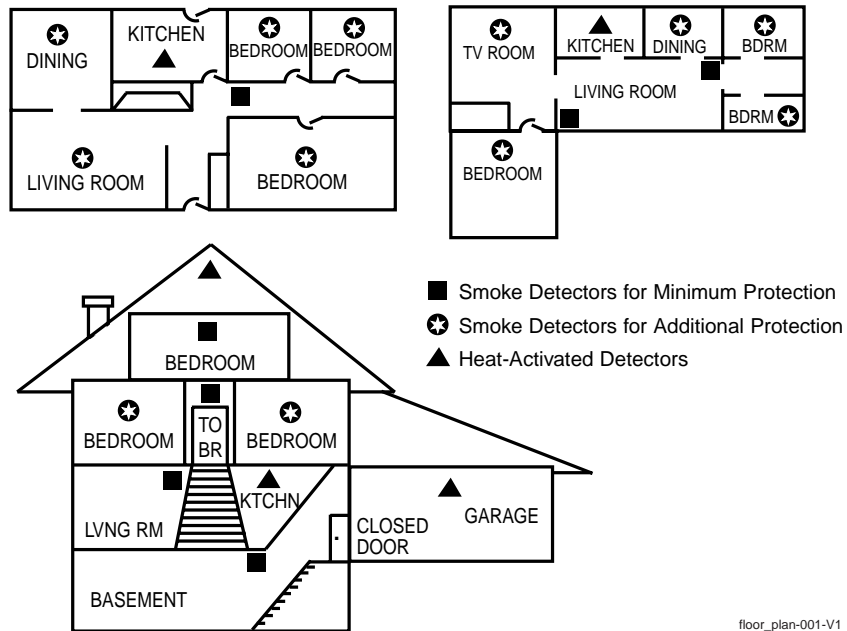 DINING
KITCHEN
BEDROOM
BEDROOM
LIVING ROOM
BEDROOM
TV ROOM
KITCHEN
DINING
BDRM
LIVING ROOM
BDRM
BEDROOM
Smoke Detectors for Minimum Protection
Smoke Detectors for Additional Protection
Heat-Activated Detectors
BEDROOM
BEDROOM
TO
BR
BEDROOM
LVNG RM
KTCHN
CLOSED
DOOR
GARAGE
BASEMENT
floor_plan-001-V1